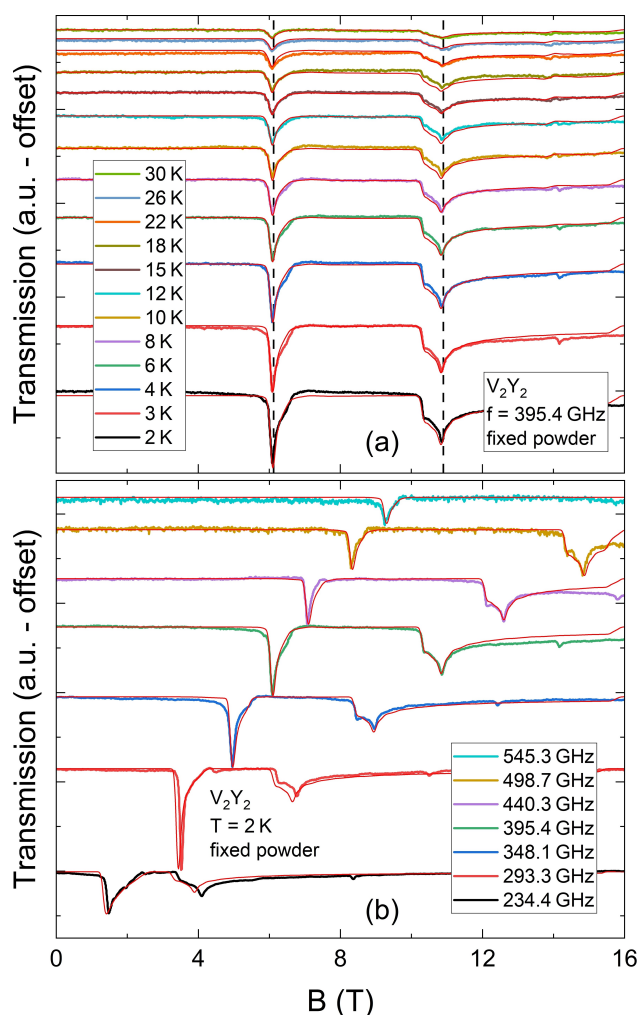 Transmission (a.u. - offset)
30 K
26 K
22 K
18 K
15 K
12 K
10 K
8 K
6 K
4 K
3 K
2 K
V₂Y₂
f = 395.4 GHz
fixed powder
(a)
Transmission (a.u. - offset)
V₂Y₂
T = 2 K
fixed powder
545.3 GHz
498.7 GHz
440.3 GHz
395.4 GHz
348.1 GHz
293.3 GHz
234.4 GHz
(b)
0 4 8 12 16
B (T)